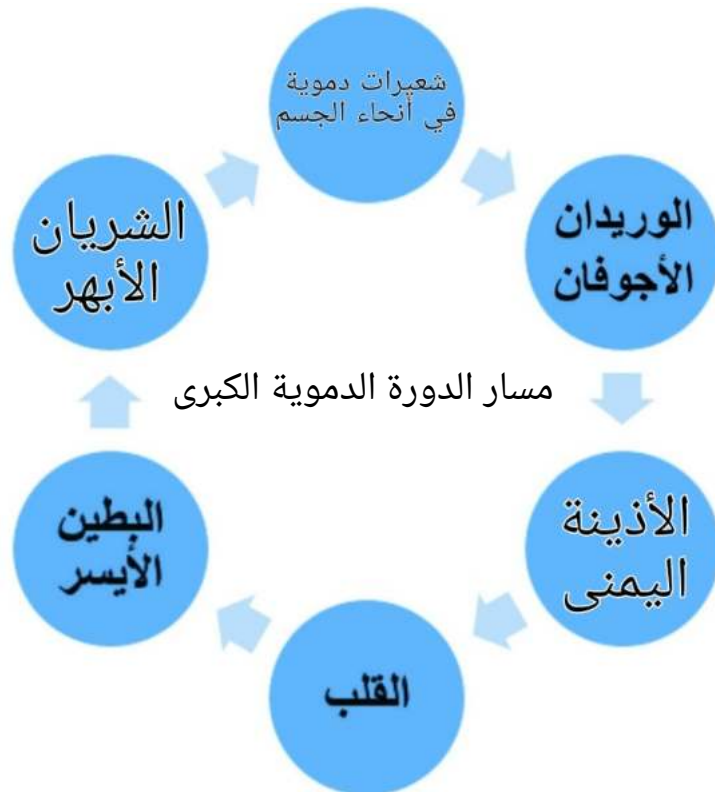 شعيرات دموية
في أنحاء الجسم
الوريدان
الأجوفان
الأذينة
اليمنى
القلب
البطين
الأيسر
الشريان
الأبهر
مسار الدورة الدموية الكبرى